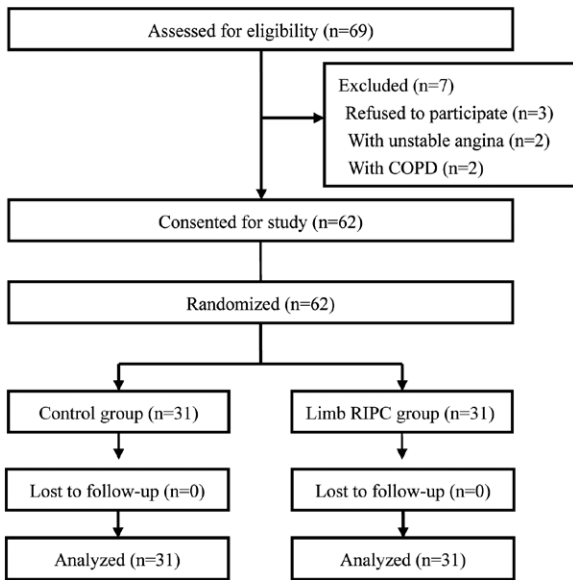 Assessed for eligibility (n=69)
Excluded (n=7)
Refused to participate (n=3)
With unstable angina (n=2)
With COPD (n=2)
Consented for study (n=62)
Randomized (n=62)
Control group (n=31)
Limb RIPC group (n=31)
Lost to follow-up (n=0)
Lost to follow-up (n=0)
Analyzed (n=31)
Analyzed (n=31)